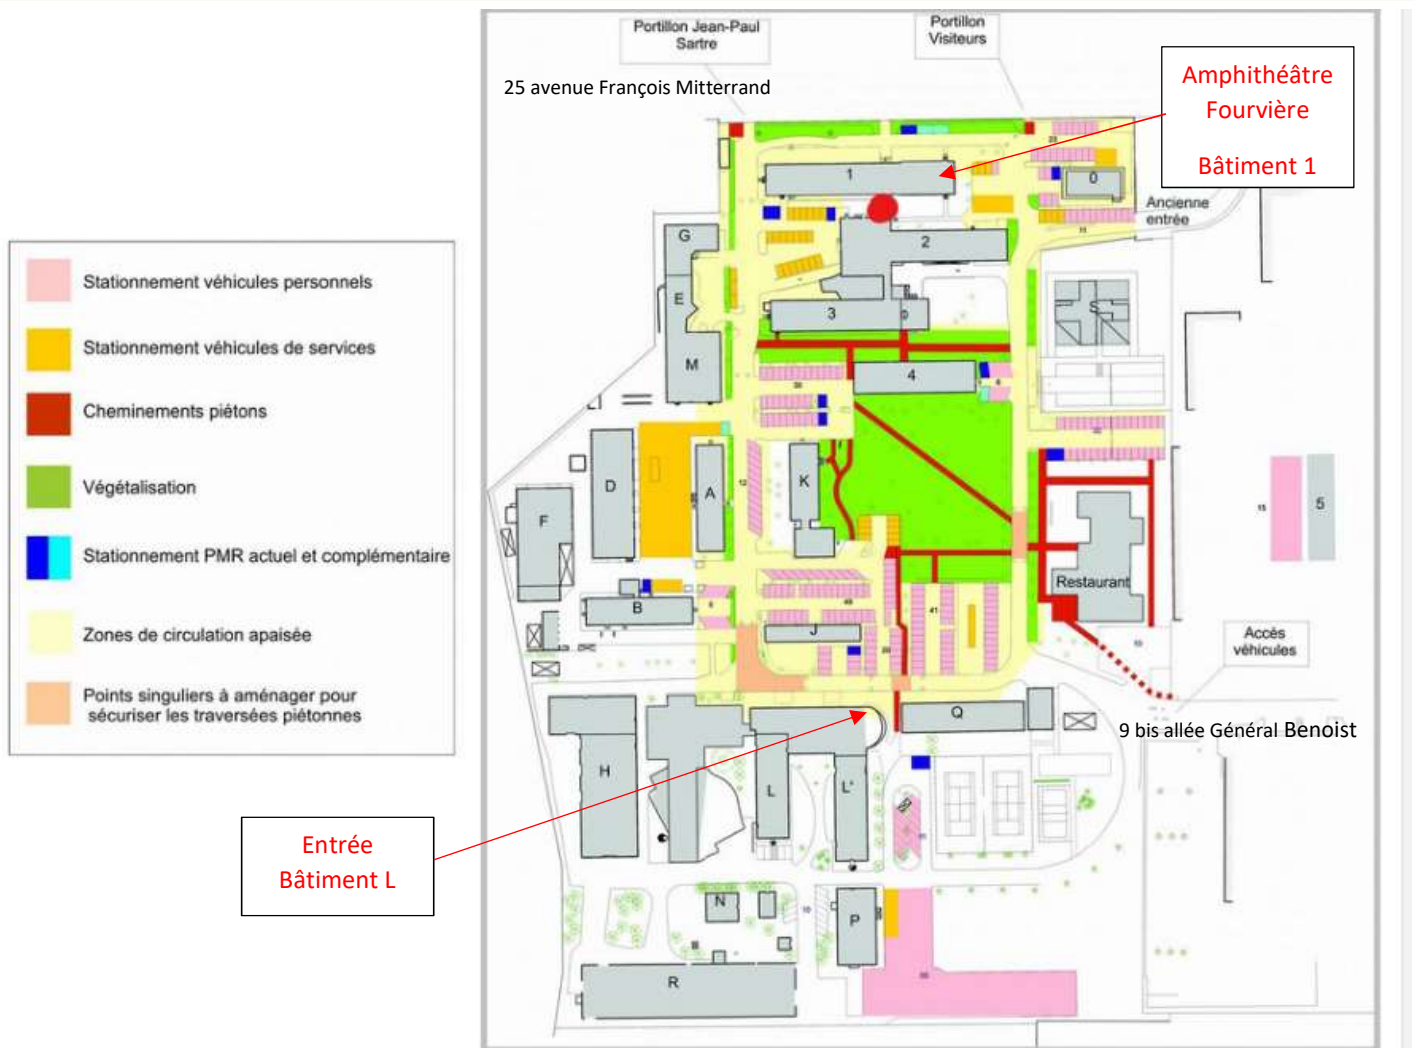 Portillon Jean-Paul
Sartre
Portillon
Visiteurs
25 avenue François Mitterrand
Amphithéâtre
Fourvière
Bâtiment 1
Ancienne
entrée
1
0
2
3
4
G
E
M
S
D
A
K
F
B
J
5
15
Restaurant
Accès
véhicules
9 bis allée Général Benoist
Q
H
L
L'
N
P
R
Stationnement véhicules personnels
Stationnement véhicules de services
Cheminements piétons
Végétalisation
Stationnement PMR actuel et complémentaire
Zones de circulation apaisée
Points singuliers à aménager pour
sécuriser les traversées piétonnes
Entrée
Bâtiment L